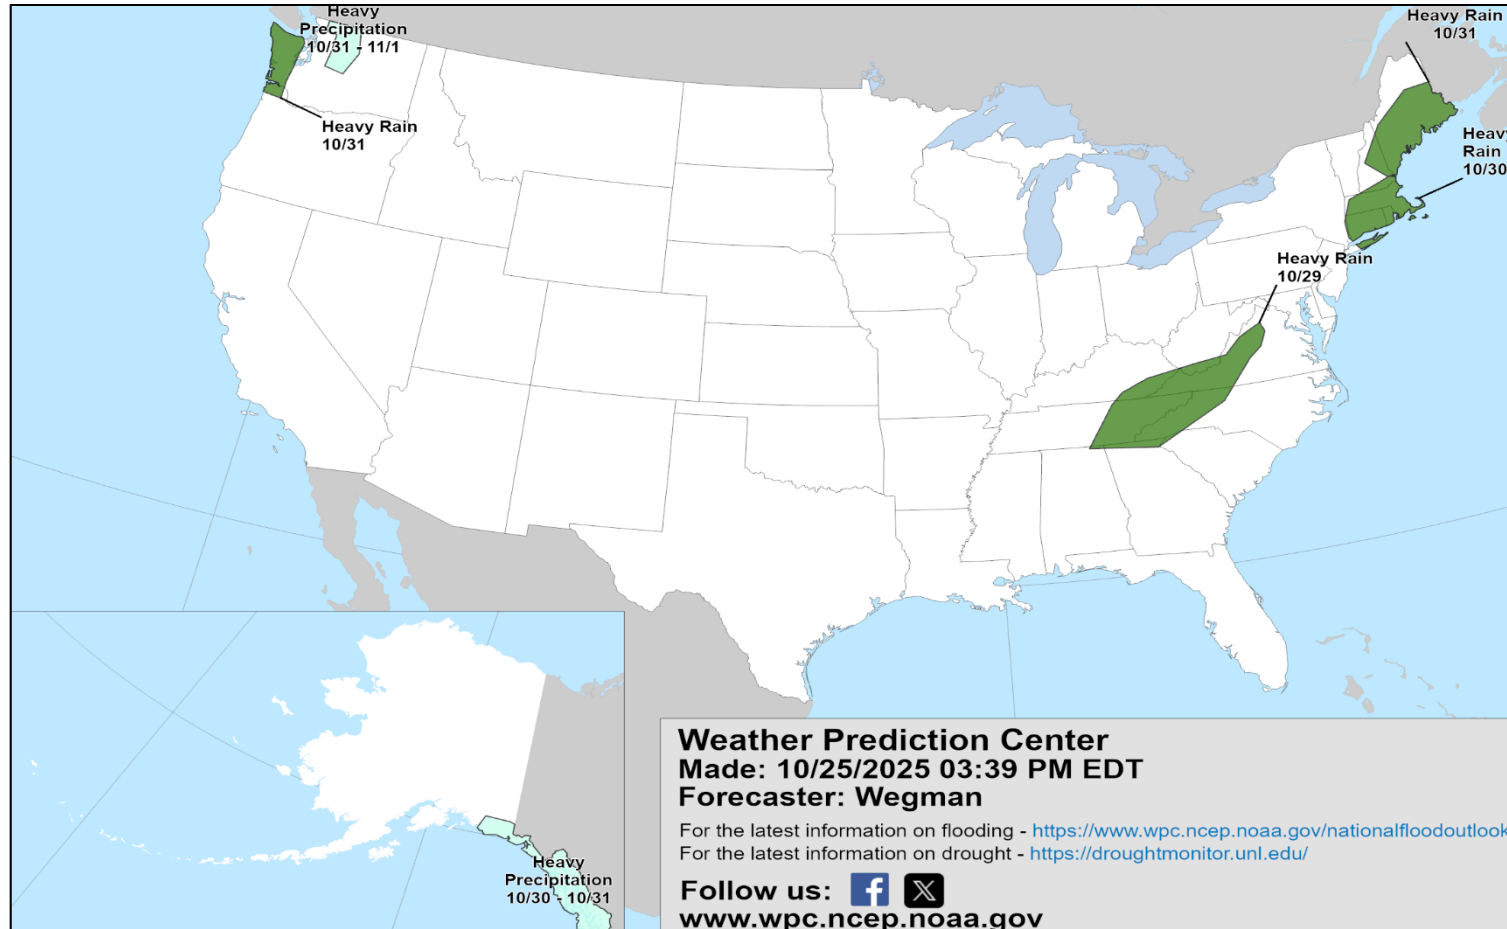 Heavy
Precipitation
10/31 - 11/1
Heavy Rain
10/31
Heavy Rain
10/31
Heavy
Rain
10/30
Heavy Rain
10/29
Heavy
Precipitation
10/30 - 10/31
Weather Prediction Center
Made: 10/25/2025 03:39 PM EDT
Forecaster: Wegman
For the latest information on flooding - https://www.wpc.ncep.noaa.gov/nationalfloodoutlook
For the latest information on drought - https://droughtmonitor.unl.edu/
Follow us: f X
www.wpc.ncep.noaa.gov